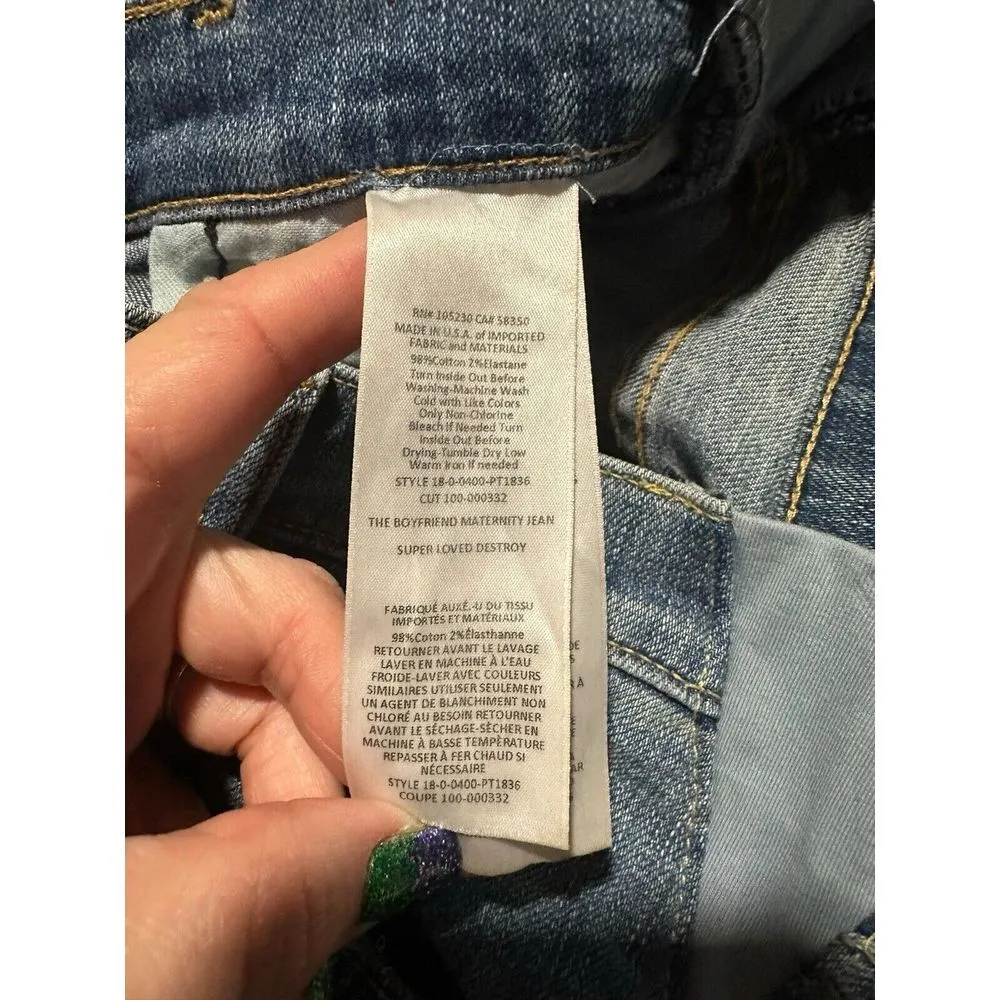 RN# 105230 CA# 58350
MADE IN U.S.A. of IMPORTED
FABRIC and MATERIALS
98%Cotton 2%Elastane
Turn Inside Out Before
Washing-Machine Wash
Cold with Like Colors
Only Non-Chlorine
Bleach If Needed Turn
Inside Out Before
Drying-Tumble Dry Low
Warm Iron if needed
STYLE 18-0-0400-PT1836
CUT 100-000332
THE BOYFRIEND MATERNITY JEAN
SUPER LOVED DESTROY
FABRIQUÉ AUXÉ.-U DU TISSU
IMPORTÉS ET MATÉRIAUX
98%Coton 2%Élasthanne
RETOURNER AVANT LE LAVAGE
LAVER EN MACHINE À L'EAU
FROIDE-LAVER AVEC COULEURS
SIMILAIRES UTILISER SEULEMENT
UN AGENT DE BLANCHIMENT NON
CHLORÉ AU BESOIN RETOURNER
AVANT LE SÉCHAGE-SÉCHER EN
MACHINE À BASSE TEMPÉRATURE
REPASSER À FER CHAUD SI
NÉCESSAIRE
STYLE 18-0-0400-PT1836
COUPE 100-000332